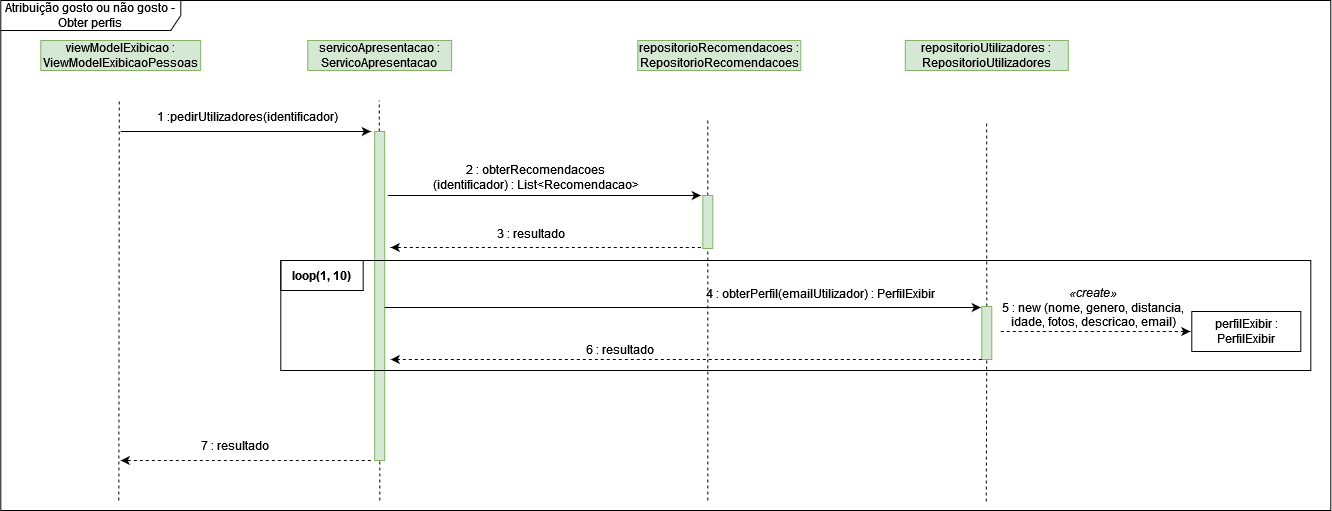 Atribuição gosto ou não gosto -
Obter perfis
viewModelExibicao :
ViewModelExibicaoPessoas
servicoApresentacao :
ServicoApresentacao
repositorioRecomendacoes :
RepositorioRecomendacoes
repositorioUtilizadores :
RepositorioUtilizadores
1 :pedirUtilizadores(identificador)
2 : obterRecomendacoes
(identificador) : List<Recomendacao>
3 : resultado
loop(1, 10)
4 : obterPerfil(emailUtilizador) : PerfilExibir
«create»
5 : new (nome, genero, distancia,
idade, fotos, descricao, email)
perfilExibir :
PerfilExibir
6 : resultado
7 : resultado